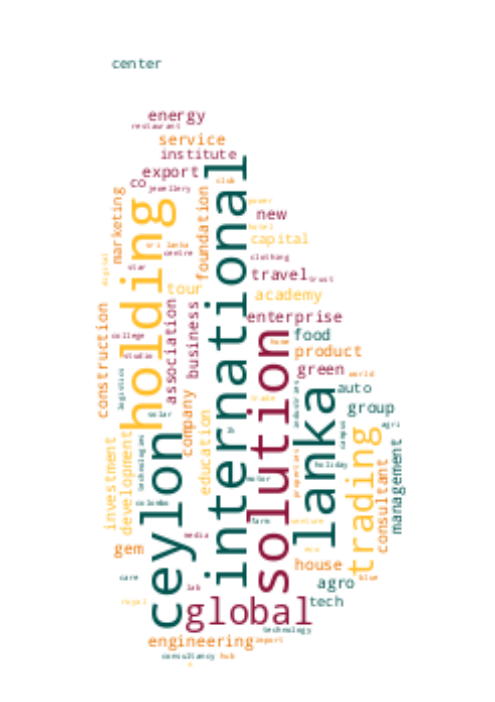 center
energy
restaurant
service
institute
export
co
jewellery
club
international
holding
marketing
foundation
power
new
hotel
capital
sri lanka
centre
clothing
star
travel
trust
digital
tour
academy
association
business
enterprise
construction
solution
food
college
home
product
studio
green
world
logistics
industries
lanka
auto
trade
company
group
solar
education
campus
agri
ceylon
lk
trading
development
investment
technologies
management
consultant
holiday
properties
motor
colombo
farm
venture
media
gem
eco
house
care
blue
agro
lab
royal
tech
global
technology
engineering
import
consultancy
hub